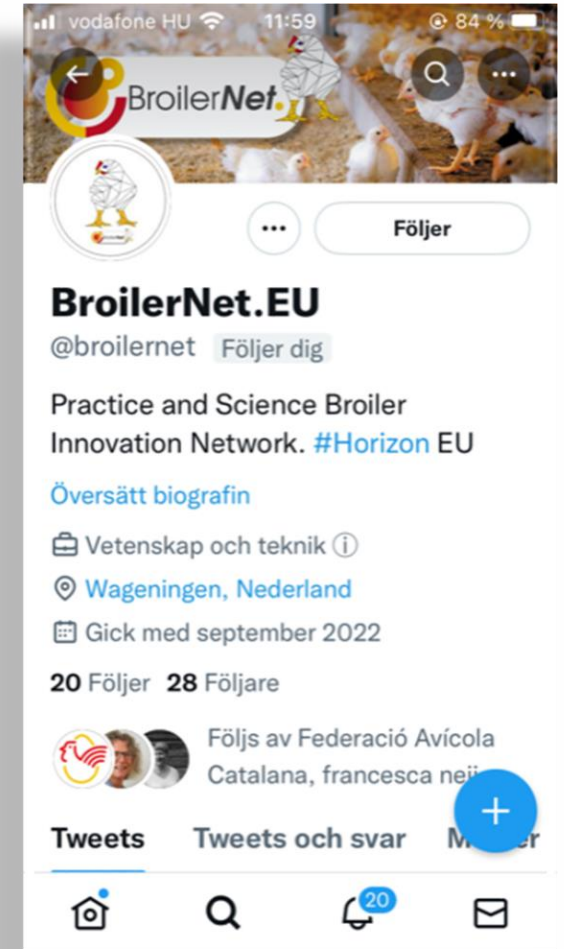 vodafone HU 11:59 84 %
BroilerNet
Följer
BroilerNet.EU
@broilernet Följer dig
Practice and Science Broiler
Innovation Network. #Horizon EU
Översätt biografin
Vetenskap och teknik
Wageningen, Nederland
Gick med september 2022
20 Följer 28 Följare
Följs av Federació Avícola
Catalana, francesca
Tweets Tweets och svar
20